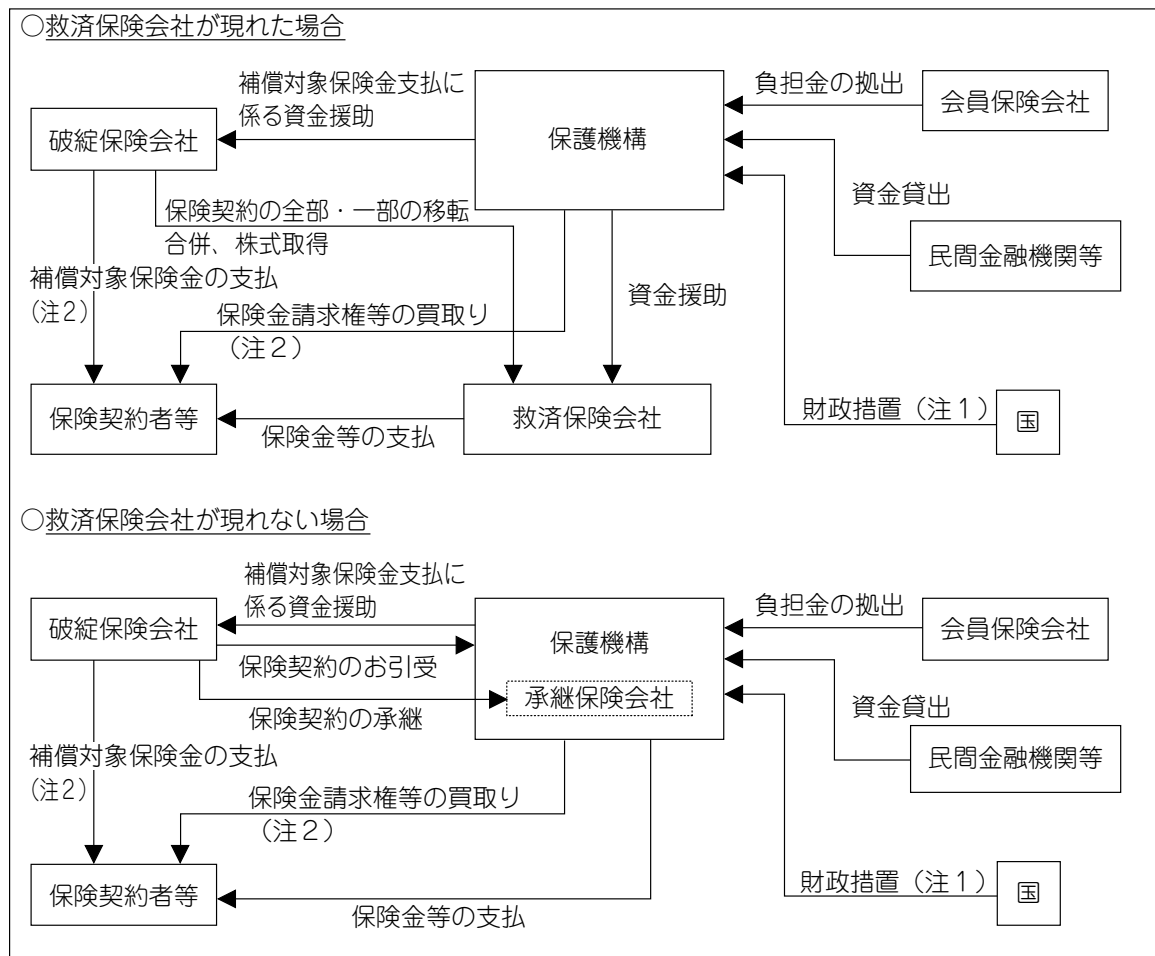 ○救済保険会社が現れた場合
補償対象保険金支払に
係る資金援助
負担金の拠出
会員保険会社
破綻保険会社
保護機構
保険契約の全部・一部の移転
合併、株式取得
資金貸出
民間金融機関等
補償対象保険金の支払
(注2)
資金援助
保険金請求権等の買取り
（注２）
保険契約者等
救済保険会社
保険金等の支払
財政措置（注１）
国
○救済保険会社が現れない場合
補償対象保険金支払に
係る資金援助
負担金の拠出
会員保険会社
破綻保険会社
保護機構
保険契約のお引受
承継保険会社
保険契約の承継
資金貸出
民間金融機関等
補償対象保険金の支払
(注2)
保険金請求権等の買取り
（注２）
保険契約者等
保険金等の支払
財政措置（注１）
国